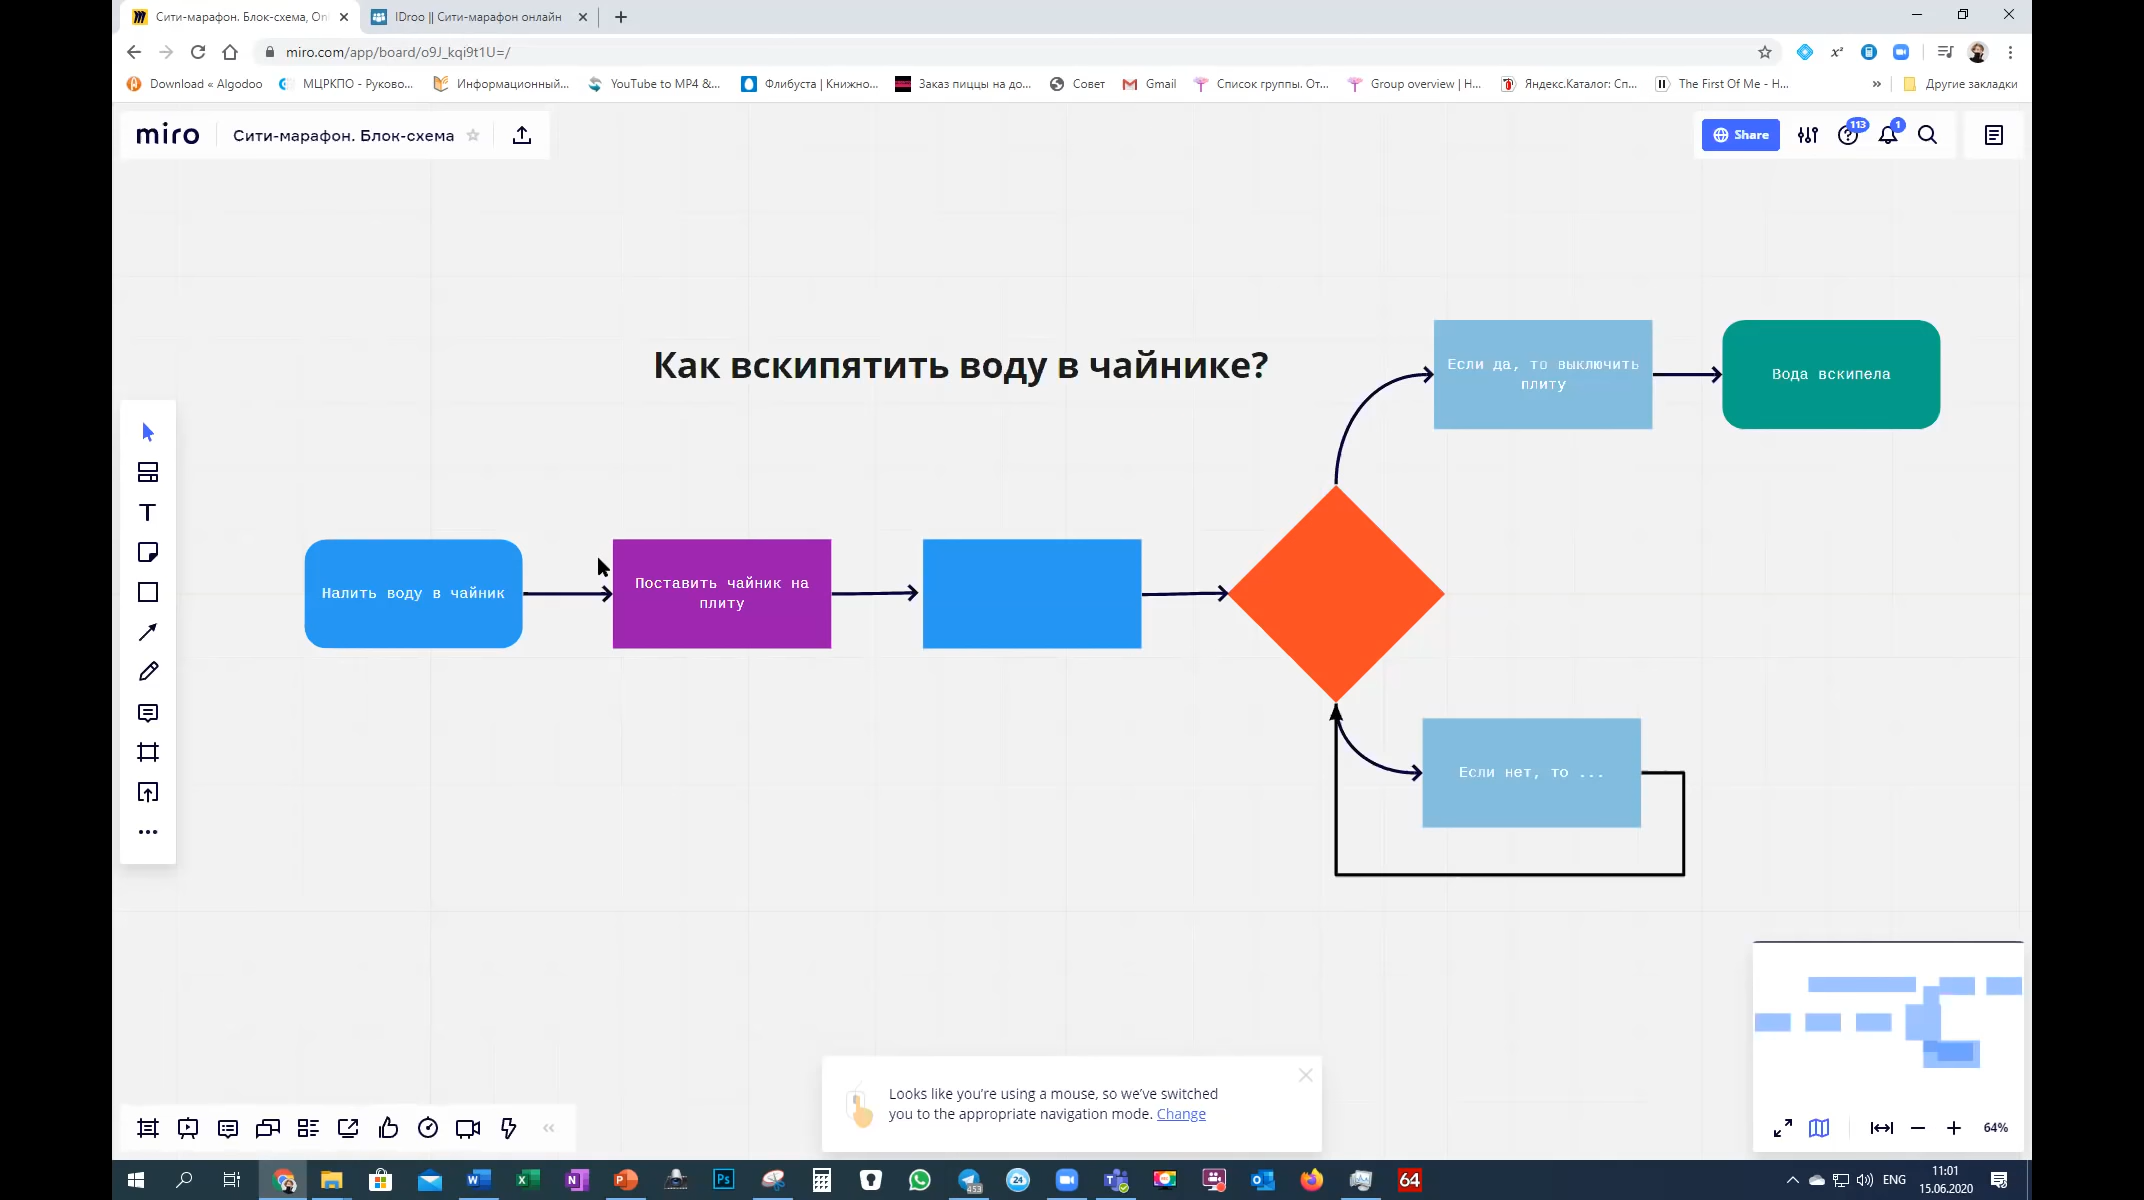 Сити-марафон. Блок-схема, Onl
IDroo || Сити-марафон онлайн
miro.com/app/board/o9J_kqi9t1U=/
Download « Algodoo
МЦРКПО - Руково...
Информационный...
YouTube to MP4 &...
Флибуста | Книжно...
Заказ пиццы на до...
Совет
Gmail
Список группы. От...
Group overview | H...
Яндекс.Каталог: Сп...
The First Of Me - H...
»
Другие закладки
miro
Сити-марафон. Блок-схема
Share
113
1
Как вскипятить воду в чайнике?
Если да, то выключить
плиту
Вода вскипела
Налить воду в чайник
Поставить чайник на
плиту
Если нет, то ...
Looks like you're using a mouse, so we've switched
you to the appropriate navigation mode. Change
64%
453
24
64
ENG
11:01
15.06.2020